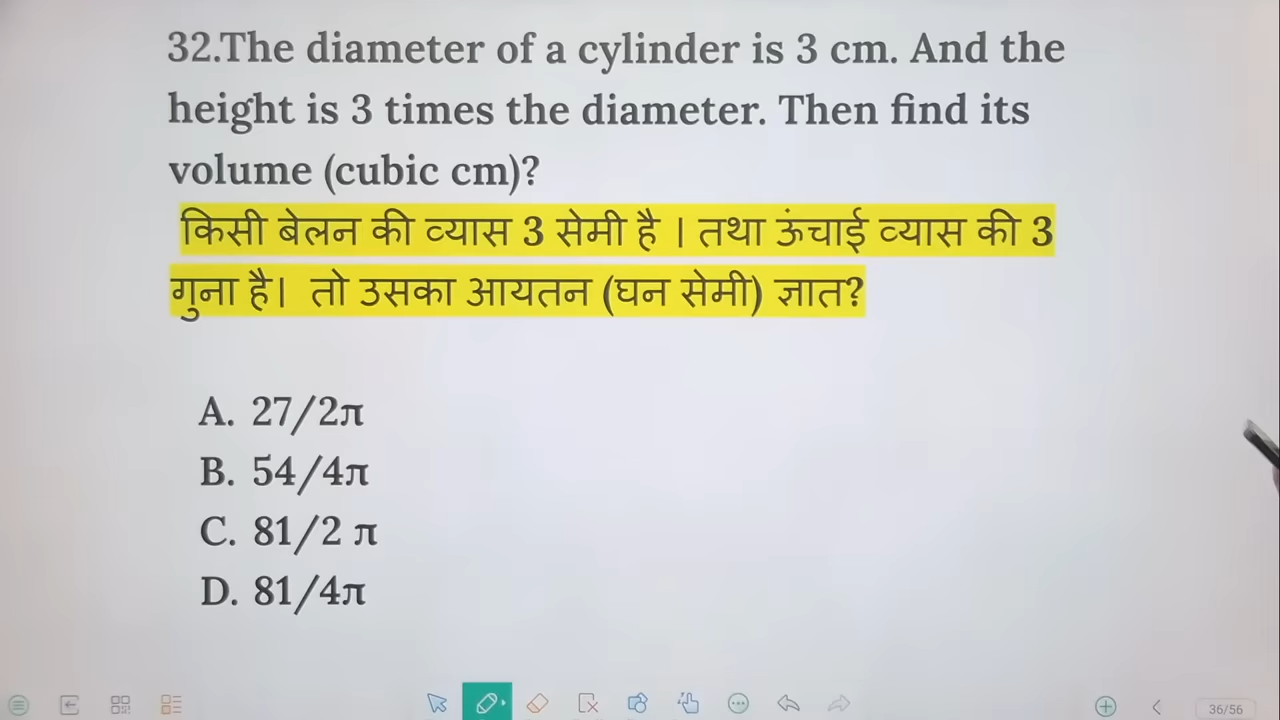 32.The diameter of a cylinder is 3 cm. And the
height is 3 times the diameter. Then find its
volume (cubic cm)?
किसी बेलन की व्यास 3 सेमी है । तथा ऊंचाई व्यास की 3
गुना है। तो उसका आयतन (घन सेमी) ज्ञात?
A. 27/2π
B. 54/4π
C. 81/2 π
D. 81/4π
36/56